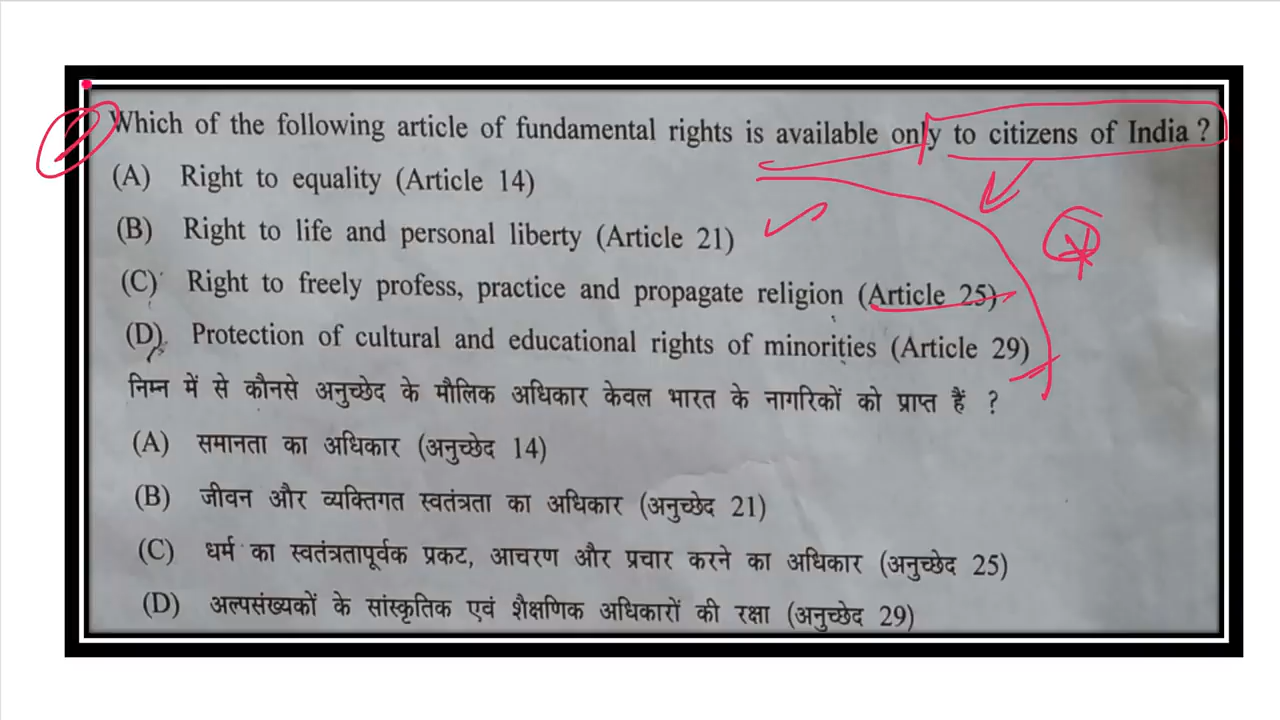 Which of the following article of fundamental rights is available only to citizens of India ?
(A) Right to equality (Article 14)
(B) Right to life and personal liberty (Article 21)
(C) Right to freely profess, practice and propagate religion (Article 25)
(D) Protection of cultural and educational rights of minorities (Article 29)
निम्न में से कौनसे अनुच्छेद के मौलिक अधिकार केवल भारत के नागरिकों को प्राप्त हैं ?
(A) समानता का अधिकार (अनुच्छेद 14)
(B) जीवन और व्यक्तिगत स्वतंत्रता का अधिकार (अनुच्छेद 21)
(C) धर्म का स्वतंत्रतापूर्वक प्रकट, आचरण और प्रचार करने का अधिकार (अनुच्छेद 25)
(D) अल्पसंख्यकों के सांस्कृतिक एवं शैक्षणिक अधिकारों की रक्षा (अनुच्छेद 29)